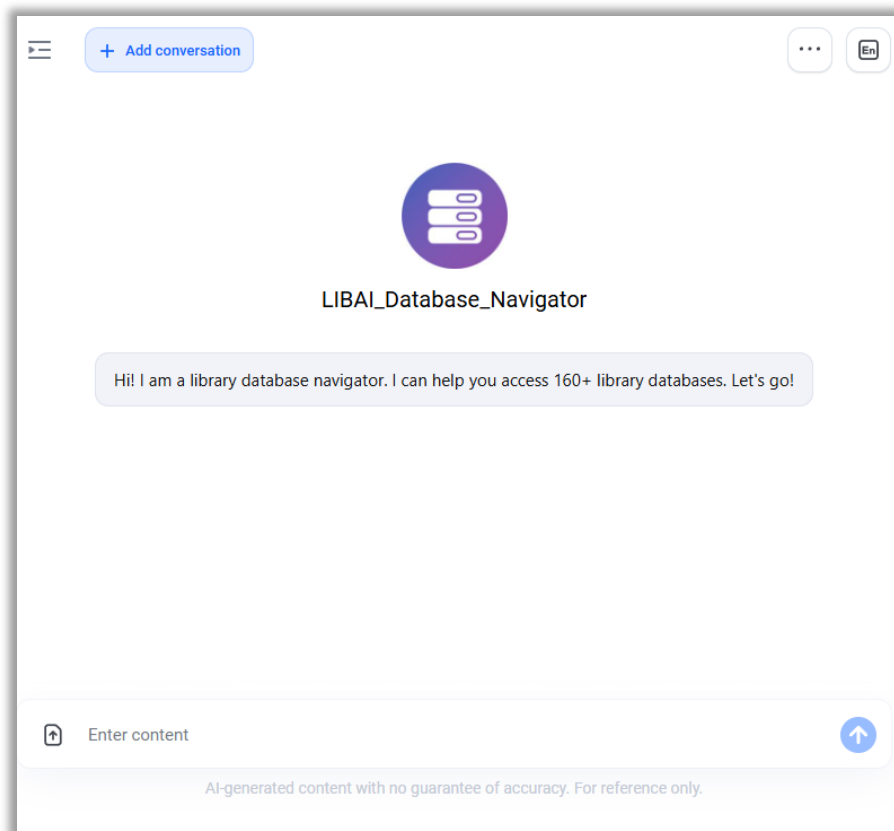 + Add conversation
...
En
LIBAI_Database_Navigator
Hi! I am a library database navigator. I can help you access 160+ library databases. Let's go!
Enter content
AI-generated content with no guarantee of accuracy. For reference only.